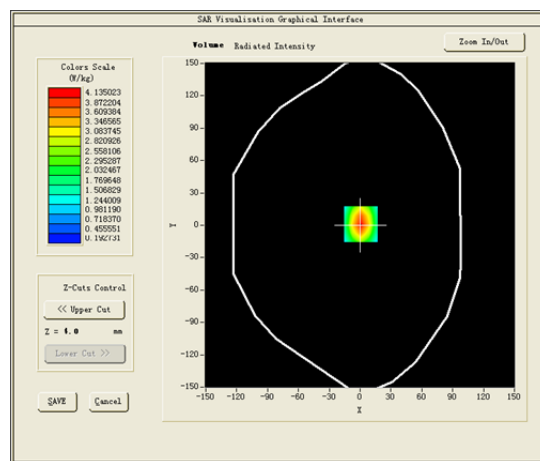 SAR Visualisation Graphical Interface
Volume Radiated Intensity
Zoom In/Out
Colors Scale
(W/kg)
4.135023
3.872204
3.609384
3.346565
3.083745
2.820926
2.558106
2.295287
2.032467
1.769648
1.506829
1.244009
0.981190
0.718370
0.455551
0.192731
Z-Cuts Control
<< Upper Cut
Z = 4.0 mm
Lower Cut >>
SAVE Cancel
150
120
90
60
30
Y 0
-30
-60
-90
-120
-150
-150 -120 -90 -60 -30 0 30 60 90 120 150
X